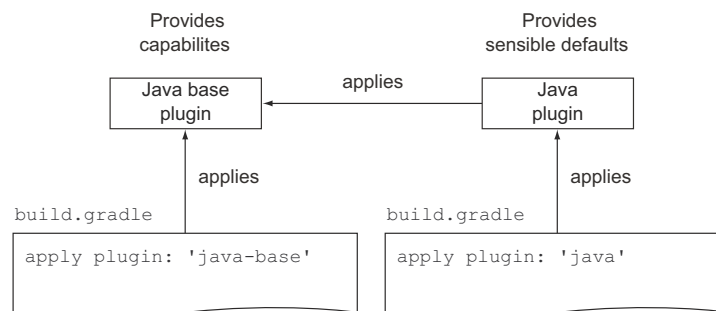 Provides
capabilites
Provides
sensible defaults
Java base
plugin
applies
Java
plugin
applies
applies
build.gradle
build.gradle
apply plugin: 'java-base'
apply plugin: 'java'